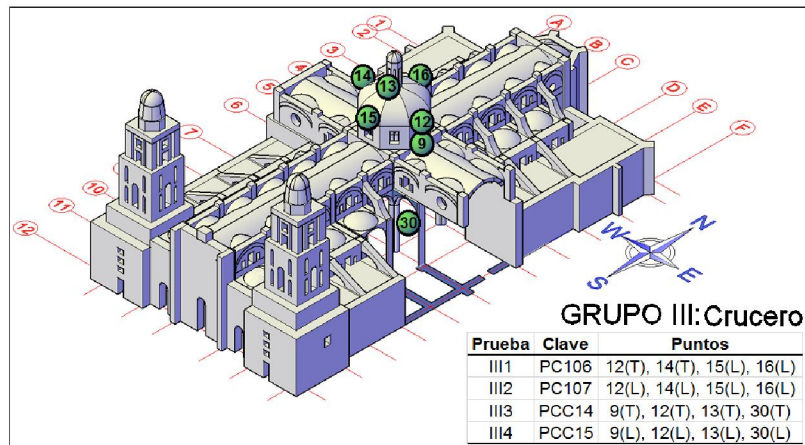 1
2
3
4
5
6
7
10
11
12
A
B
C
D
E
F
14
13
16
15
12
9
30
N
W
S
E
GRUPO III: Crucero
Prueba Clave Puntos
III1 PC106 12(T), 14(T), 15(L), 16(L)
III2 PC107 12(L), 14(L), 15(L), 16(L)
III3 PCC14 9(T), 12(T), 13(T), 30(T)
III4 PCC15 9(L), 12(L), 13(L), 30(L)